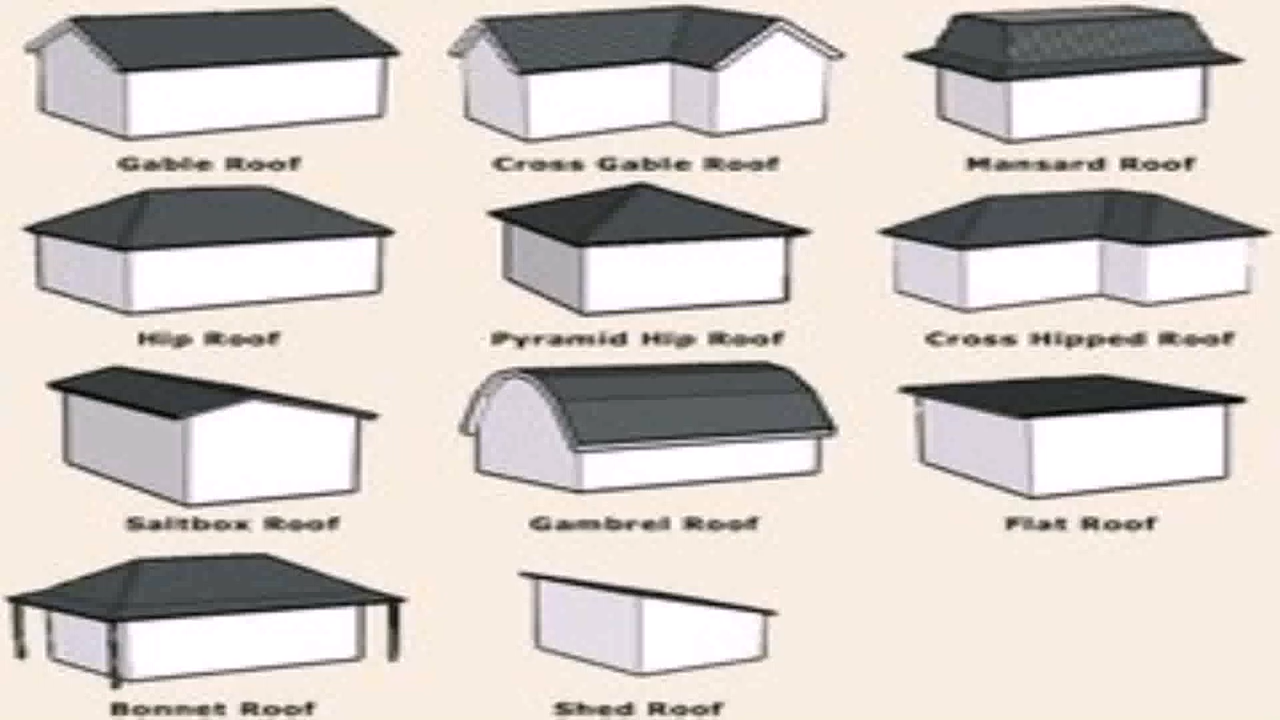 Gable Roof
Cross Gable Roof
Mansard Roof
Hip Roof
Pyramid Hip Roof
Cross Hipped Roof
Saltbox Roof
Gambrel Roof
Flat Roof
Bonnet Roof
Shed Roof